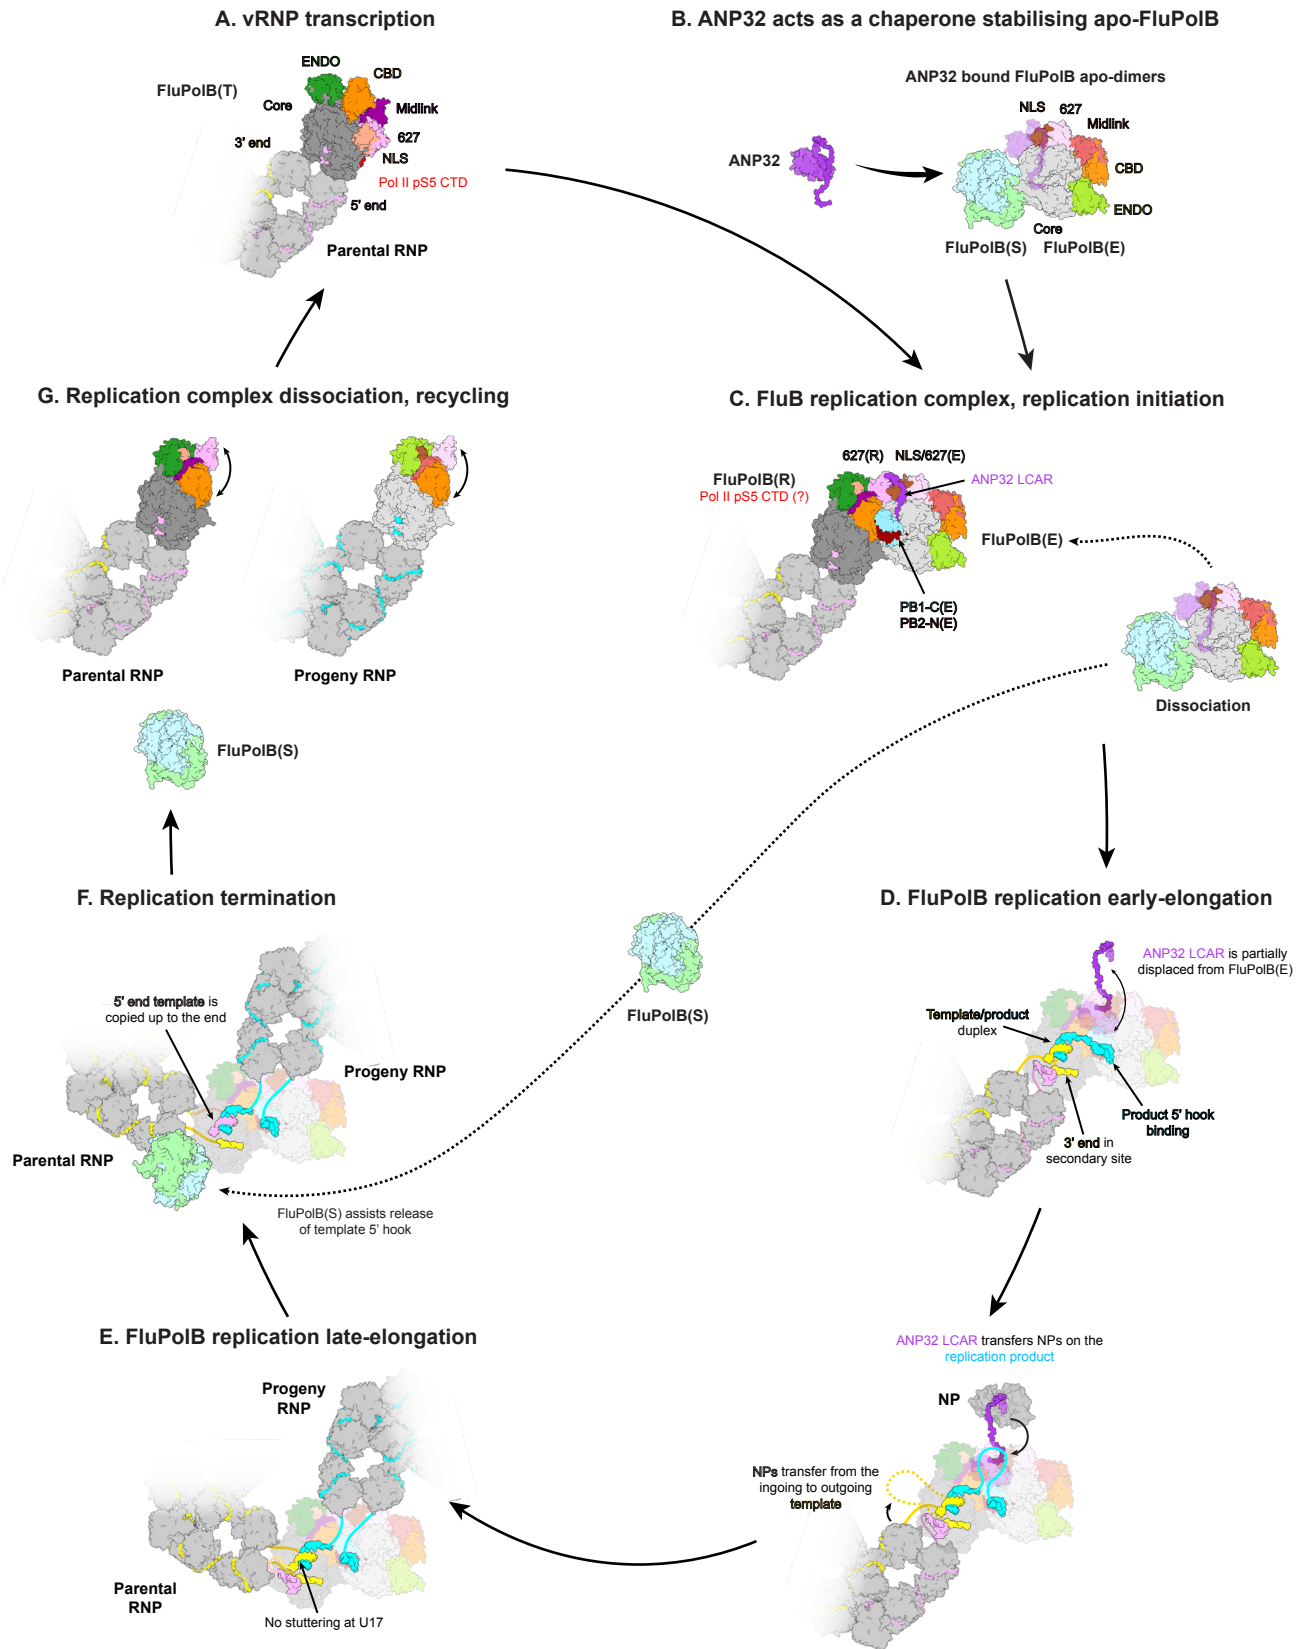 A. vRNP transcription
ENDO
CBD
FluPolB(T)
Core
Midlink
3' end
627
NLS
Pol II pS5 CTD
5' end
Parental RNP
B. ANP32 acts as a chaperone stabilising apo-FluPolB
ANP32 bound FluPolB apo-dimers
NLS
627
Midlink
ANP32
CBD
ENDO
Core
FluPolB(S)
FluPolB(E)
G. Replication complex dissociation, recycling
Parental RNP
Progeny RNP
FluPolB(S)
C. FluB replication complex, replication initiation
627(R)
NLS/627(E)
FluPolB(R)
Pol II pS5 CTD (?)
ANP32 LCAR
FluPolB(E)
PB1-C(E)
PB2-N(E)
Dissociation
F. Replication termination
5' end template is
copied up to the end
Progeny RNP
Parental RNP
FluPolB(S) assists release
of template 5' hook
FluPolB(S)
D. FluPolB replication early-elongation
ANP32 LCAR is partially
displaced from FluPolB(E)
Template/product
duplex
Product 5' hook
binding
3' end in
secondary site
E. FluPolB replication late-elongation
Progeny
RNP
Parental
RNP
No stuttering at U17
ANP32 LCAR transfers NPs on the
replication product
NP
NPs transfer from the
ingoing to outgoing
template